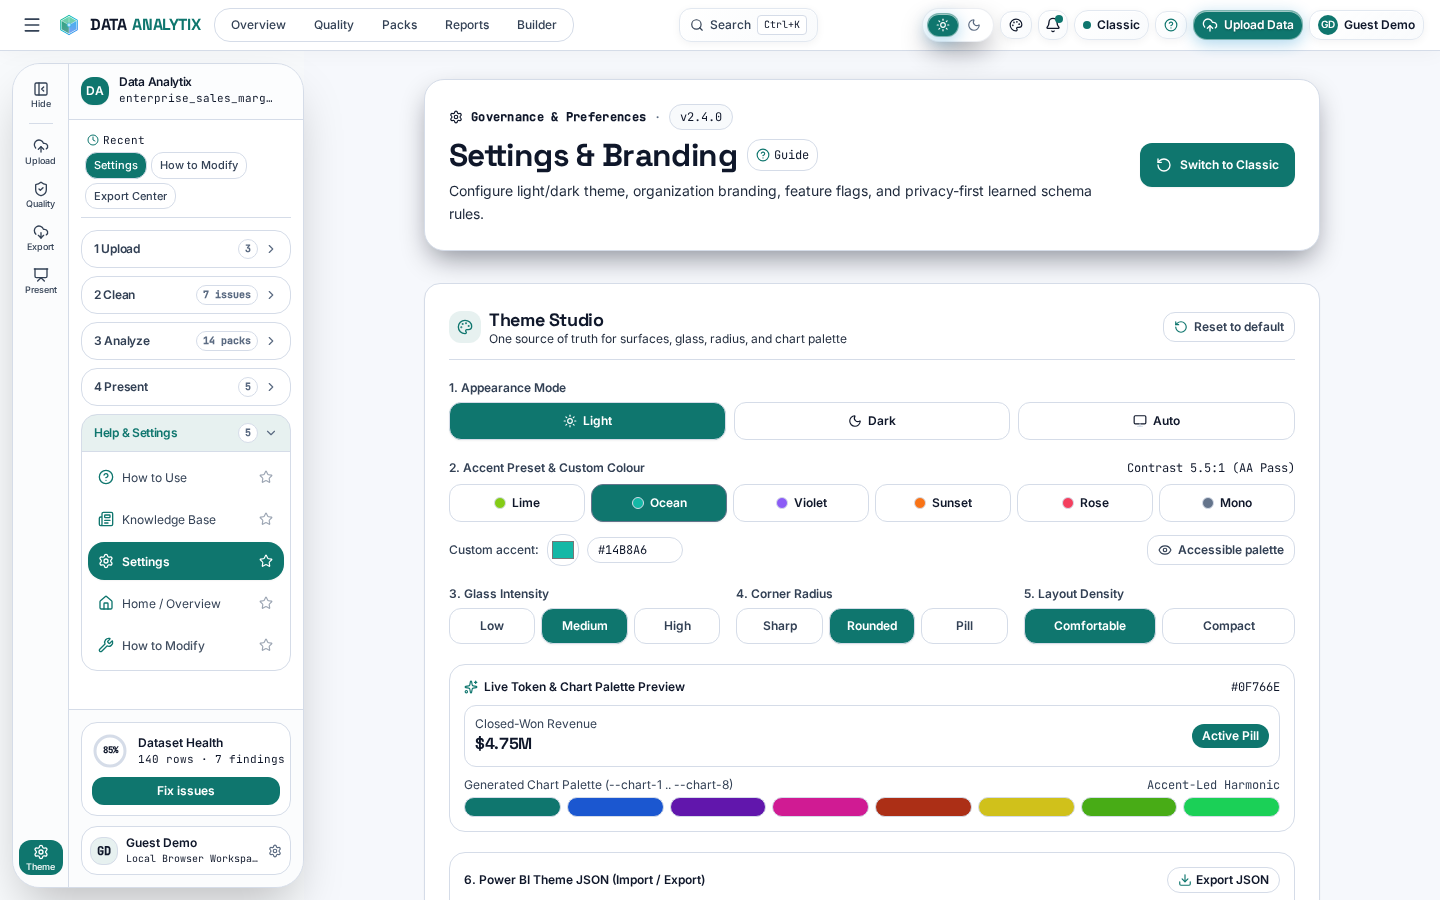 DATA ANALYTIX
Overview
Quality
Packs
Reports
Builder
Search
Ctrl+K
Classic
Upload Data
GD
Guest Demo
Hide
Upload
Quality
Export
Present
Theme
DA
Data Analytix
enterprise_sales_marg…
Recent
Settings
How to Modify
Export Center
1 Upload
3
2 Clean
7 issues
3 Analyze
14 packs
4 Present
5
Help & Settings
5
How to Use
Knowledge Base
Settings
Home / Overview
How to Modify
85%
Dataset Health
140 rows · 7 findings
Fix issues
GD
Guest Demo
Local Browser Workspa…
Governance & Preferences · v2.4.0
Settings & Branding
Guide
Configure light/dark theme, organization branding, feature flags, and privacy-first learned schema
rules.
Switch to Classic
Theme Studio
One source of truth for surfaces, glass, radius, and chart palette
Reset to default
1. Appearance Mode
Light
Dark
Auto
2. Accent Preset & Custom Colour
Contrast 5.5:1 (AA Pass)
Lime
Ocean
Violet
Sunset
Rose
Mono
Custom accent:
#14B8A6
Accessible palette
3. Glass Intensity
Low
Medium
High
4. Corner Radius
Sharp
Rounded
Pill
5. Layout Density
Comfortable
Compact
Live Token & Chart Palette Preview
#0F766E
Closed-Won Revenue
$4.75M
Active Pill
Generated Chart Palette (--chart-1 .. --chart-8)
Accent-Led Harmonic
6. Power BI Theme JSON (Import / Export)
Export JSON